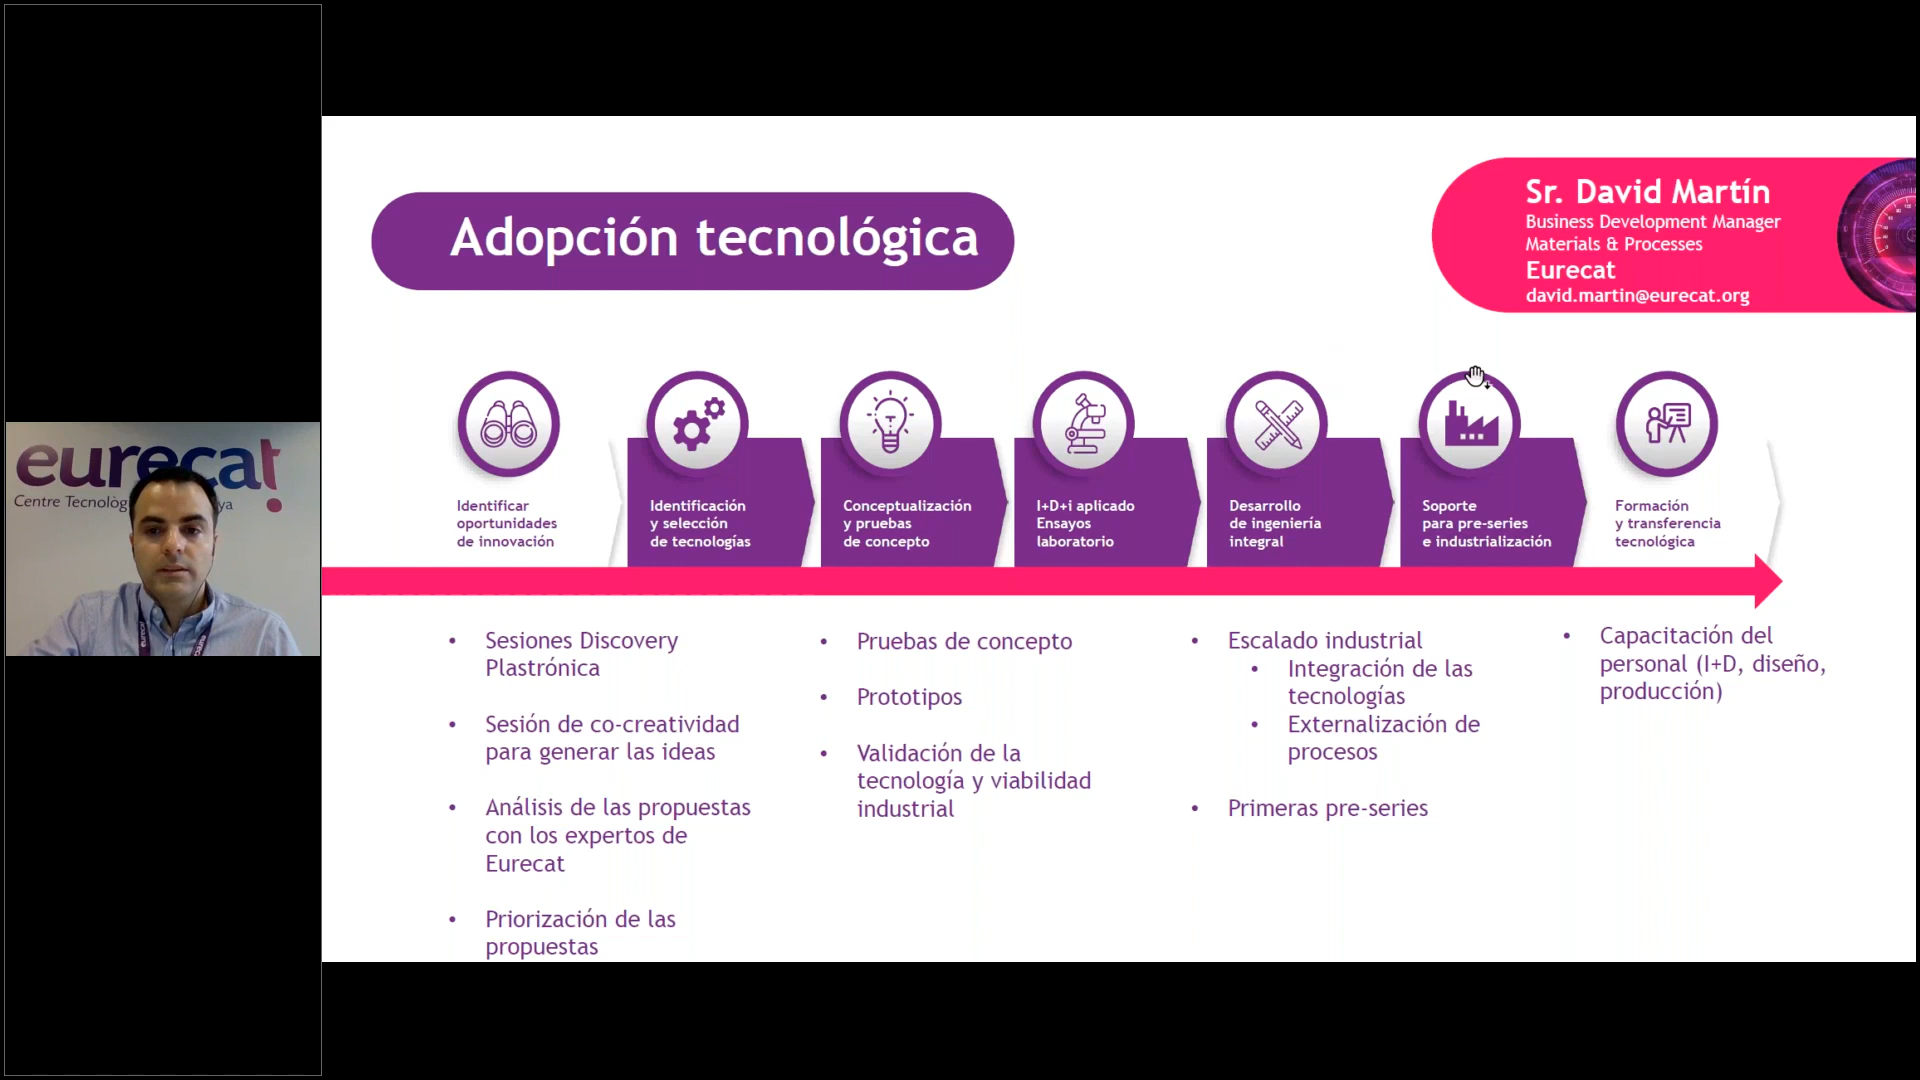 eurecat
Centre Tecnològ
ya
eurecat
Adopción tecnológica
Sr. David Martín
Business Development Manager
Materials & Processes
Eurecat
david.martin@eurecat.org
Identificar
oportunidades
de innovación
Identificación
y selección
de tecnologías
Conceptualización
y pruebas
de concepto
I+D+i aplicado
Ensayos
laboratorio
Desarrollo
de ingeniería
integral
Soporte
para pre-series
e industrialización
Formación
y transferencia
tecnológica
• Sesiones Discovery
Plastrónica
• Sesión de co-creatividad
para generar las ideas
• Análisis de las propuestas
con los expertos de
Eurecat
• Priorización de las
propuestas
• Pruebas de concepto
• Prototipos
• Validación de la
tecnología y viabilidad
industrial
• Escalado industrial
• Integración de las
tecnologías
• Externalización de
procesos
• Primeras pre-series
• Capacitación del
personal (I+D, diseño,
producción)